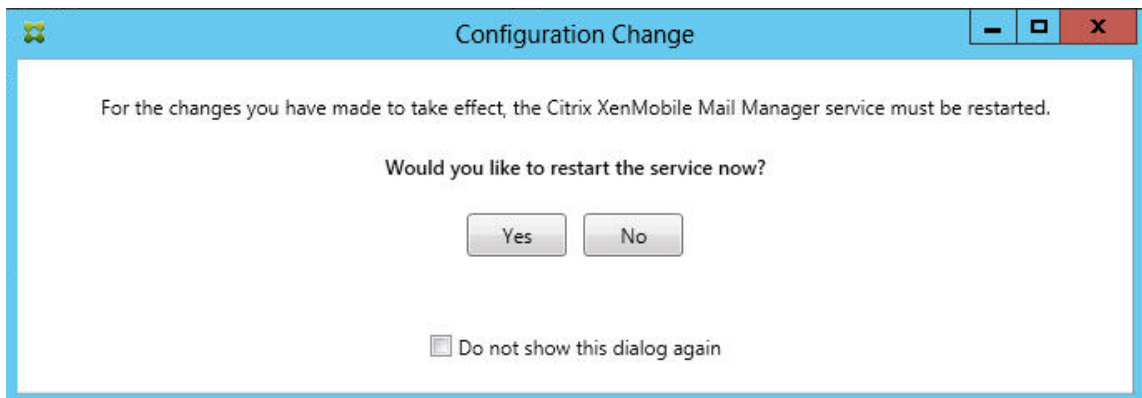 Configuration Change
For the changes you have made to take effect, the Citrix XenMobile Mail Manager service must be restarted.
Would you like to restart the service now?
Yes No
Do not show this dialog again